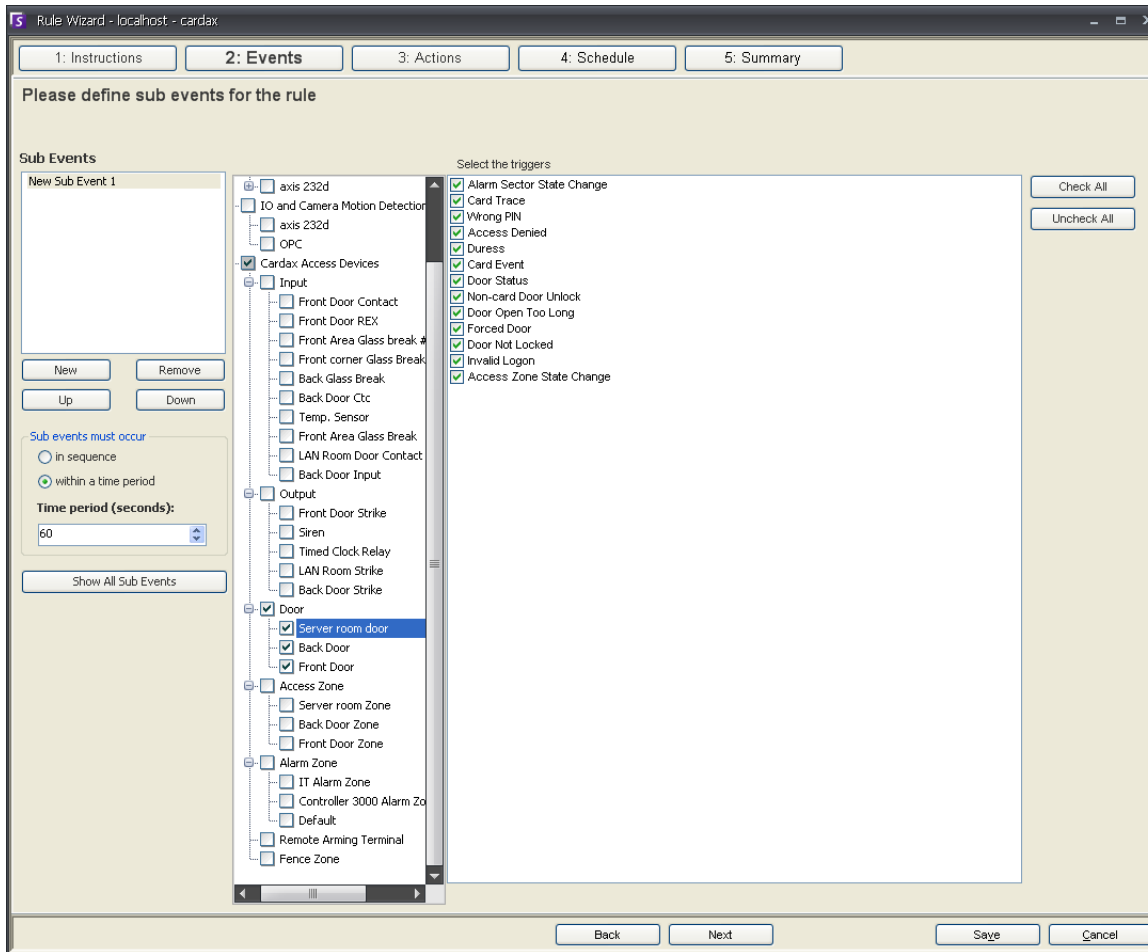 Rule Wizard - localhost - cardax
1: Instructions
2: Events
3: Actions
4: Schedule
5: Summary
Please define sub events for the rule
Sub Events
New Sub Event 1
New
Remove
Up
Down
Sub events must occur
in sequence
within a time period
Time period (seconds):
60
Show All Sub Events
axis 232d
IO and Camera Motion Detection
axis 232d
OPC
Cardax Access Devices
Input
Front Door Contact
Front Door REX
Front Area Glass break #
Front corner Glass Break
Back Glass Break
Back Door Ctc
Temp. Sensor
Front Area Glass Break
LAN Room Door Contact
Back Door Input
Output
Front Door Strike
Siren
Timed Clock Relay
LAN Room Strike
Back Door Strike
Door
Server room door
Back Door
Front Door
Access Zone
Server room Zone
Back Door Zone
Front Door Zone
Alarm Zone
IT Alarm Zone
Controller 3000 Alarm Zo
Default
Remote Arming Terminal
Fence Zone
Select the triggers
Alarm Sector State Change
Card Trace
Wrong PIN
Access Denied
Duress
Card Event
Door Status
Non-card Door Unlock
Door Open Too Long
Forced Door
Door Not Locked
Invalid Logon
Access Zone State Change
Check All
Uncheck All
Back
Next
Save
Cancel